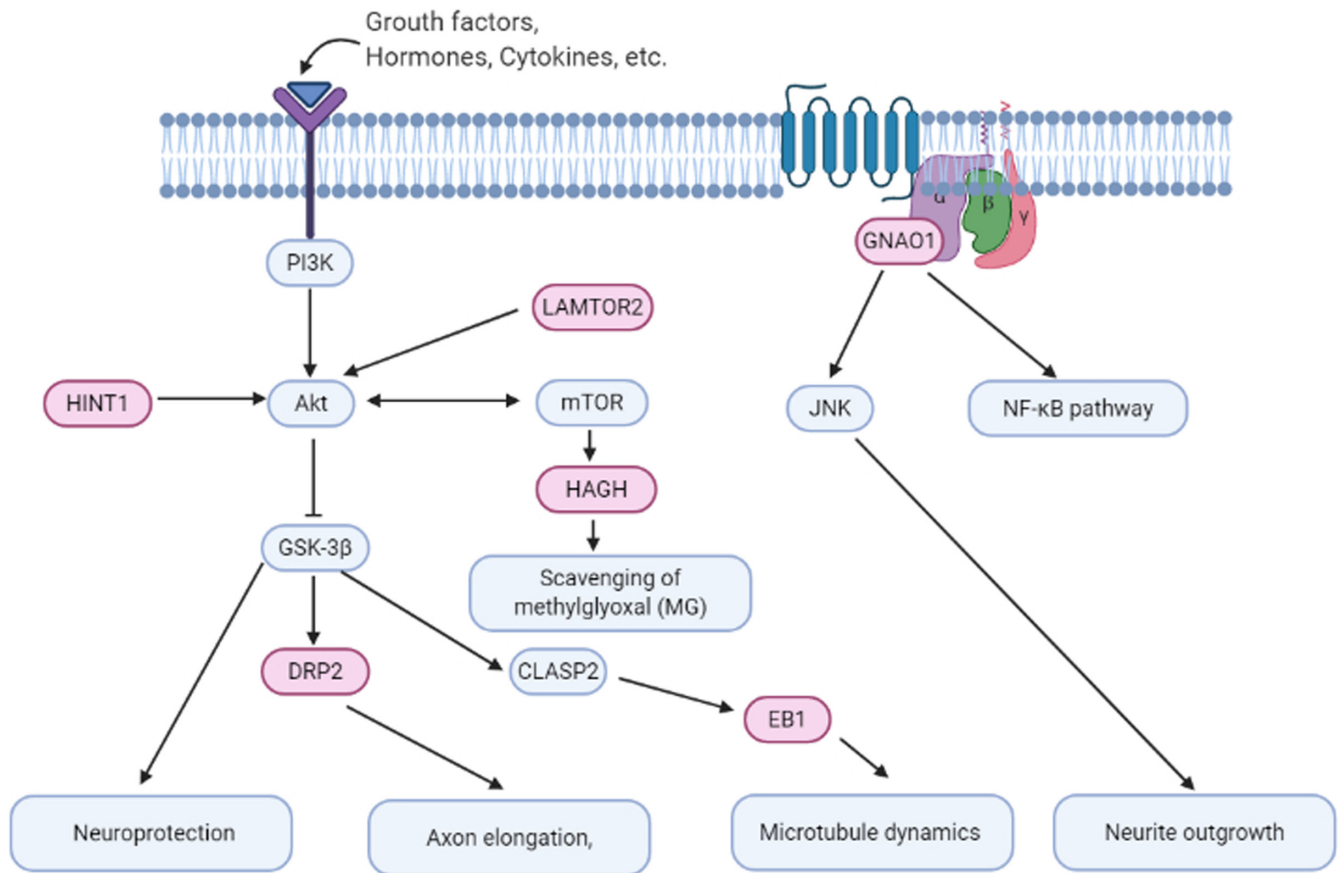 Grouth factors,
Hormones, Cytokines, etc.
α
β
γ
GNAO1
PI3K
LAMTOR2
HINT1
Akt
mTOR
JNK
NF-κB pathway
HAGH
GSK-3β
Scavenging of
methylglyoxal (MG)
DRP2
CLASP2
EB1
Neuroprotection
Axon elongation,
Microtubule dynamics
Neurite outgrowth